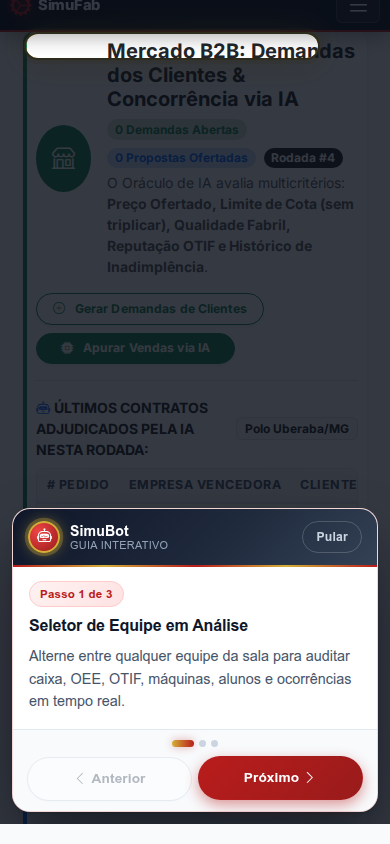 SimuFab
Mercado B2B: Demandas
dos Clientes &
Concorrência via IA
0 Demandas Abertas
0 Propostas Ofertadas
Rodada #4
O Oráculo de IA avalia multicritérios:
Preço Ofertado, Limite de Cota (sem
triplicar), Qualidade Fabril,
Reputação OTIF e Histórico de
Inadimplência.
Gerar Demandas de Clientes
Apurar Vendas via IA
ÚLTIMOS CONTRATOS
ADJUDICADOS PELA IA
NESTA RODADA:
Polo Uberaba/MG
# PEDIDO EMPRESA VENCEDORA CLIENTE
SimuBot
GUIA INTERATIVO
Pular
Passo 1 de 3
Seletor de Equipe em Análise
Alterne entre qualquer equipe da sala para auditar
caixa, OEE, OTIF, máquinas, alunos e ocorrências
em tempo real.
Anterior
Próximo